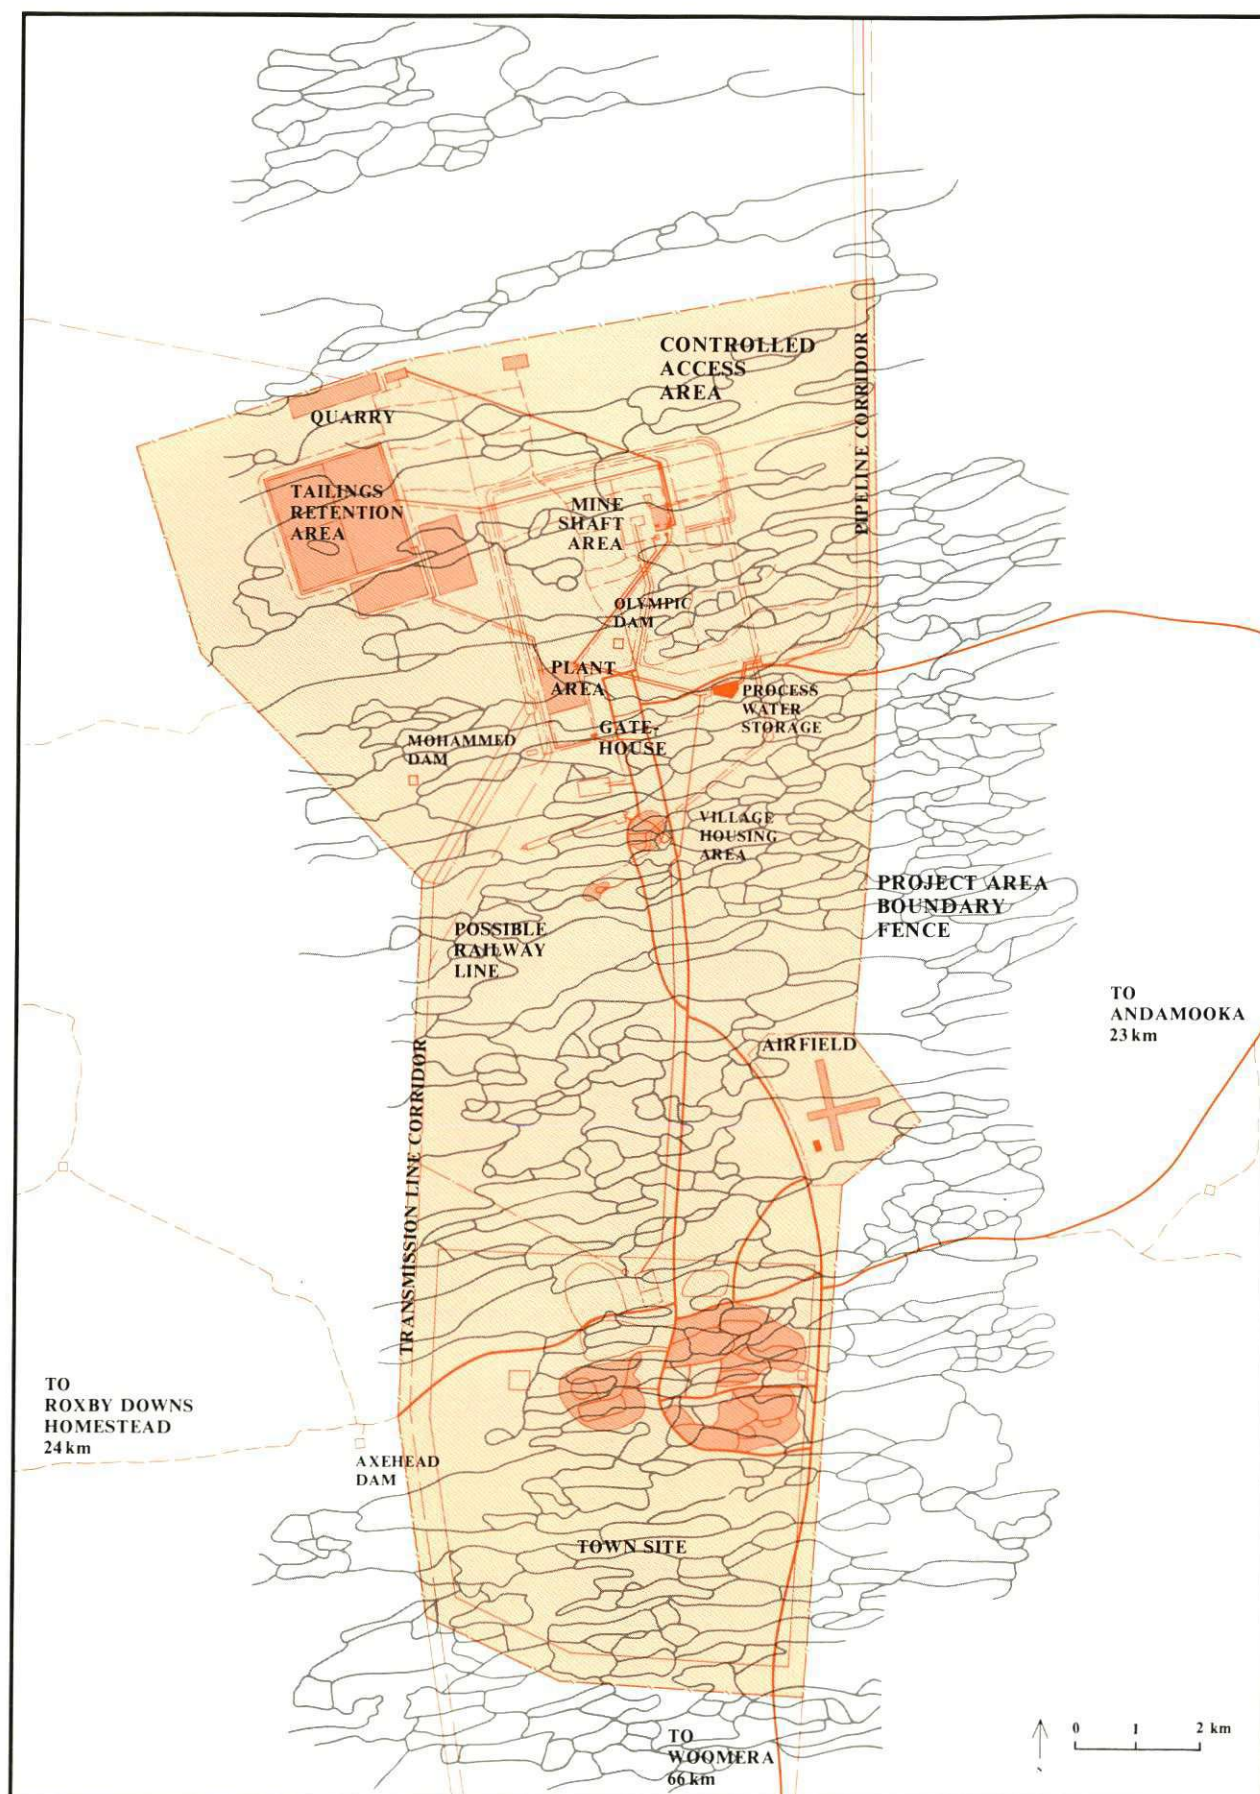 CONTROLLED
ACCESS
AREA
PIPELINE CORRIDOR
QUARRY
TAILINGS
RETENTION
AREA
MINE
SHAFT
AREA
OLYMPIC
DAM
PLANT
AREA
PROCESS
WATER
STORAGE
GATE-
HOUSE
MOHAMMED
DAM
VILLAGE
HOUSING
AREA
PROJECT AREA
BOUNDARY
FENCE
POSSIBLE
RAILWAY
LINE
TO
ANDAMOOKA
23 km
AIRFIELD
TRANSMISSION LINE CORRIDOR
TO
ROXBY DOWNS
HOMESTEAD
24 km
AXEHEAD
DAM
TOWN SITE
TO
WOOMERA
66 km
0 1 2 km